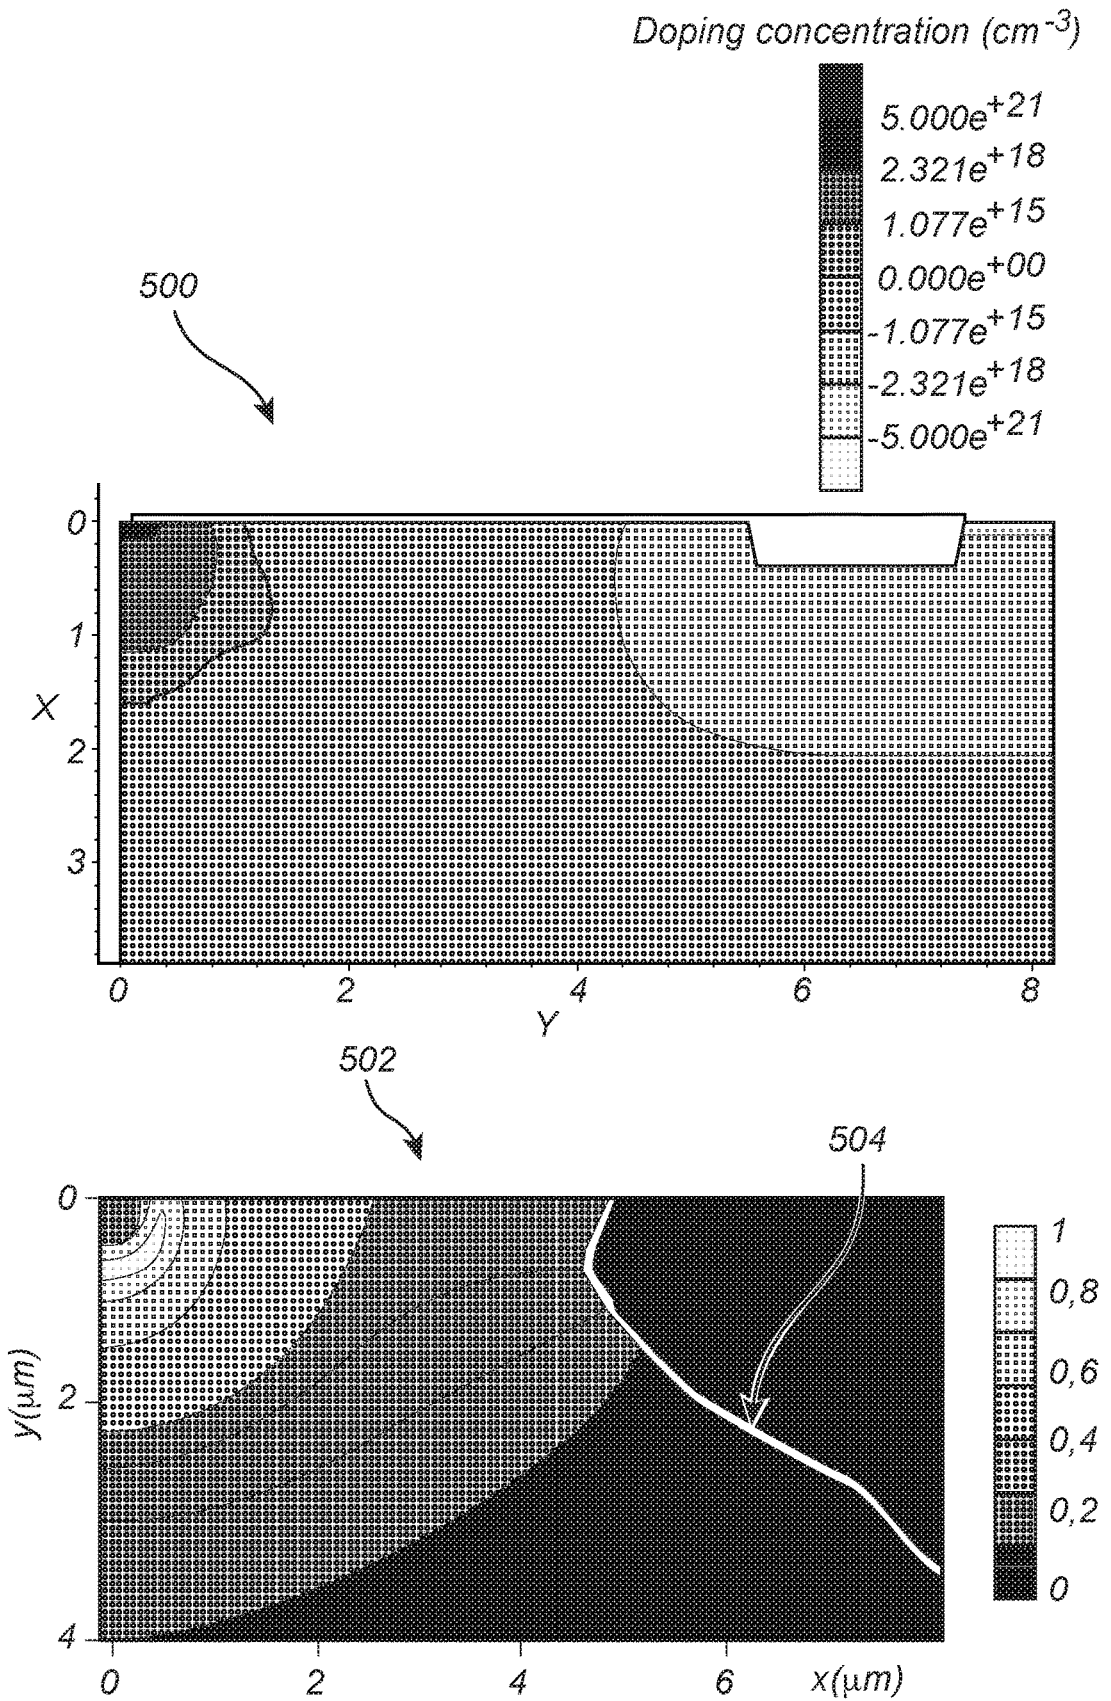 Doping concentration (cm-3)
5.000e+21
2.321e+18
1.077e+15
0.000e+00
-1.077e+15
-2.321e+18
-5.000e+21
500
0
1
X
2
3
0 2 4 6 8
Y
502
504
0
1
0,8
0,6
y(μm)
2
0,4
0,2
0
4
0 2 4 6 x(μm)